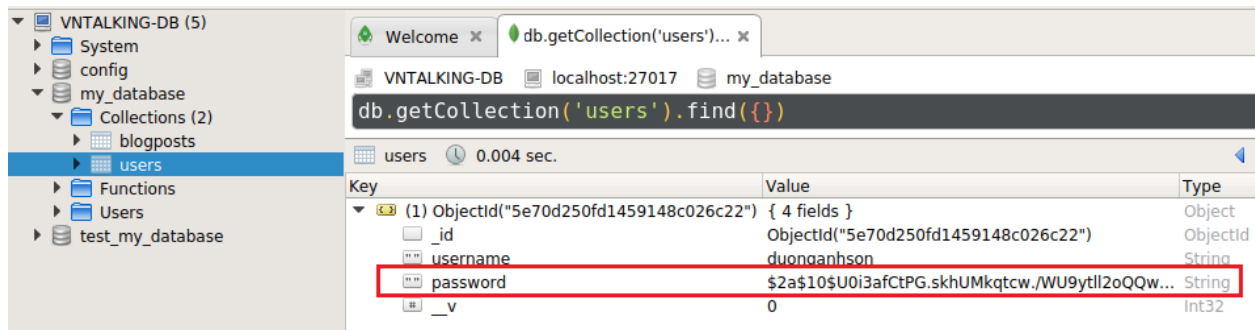 VNTALKING-DB (5)
System
config
my_database
Collections (2)
blogposts
users
Functions
Users
test_my_database
Welcome
db.getCollection('users')...
VNTALKING-DB localhost:27017 my_database
db.getCollection('users').find({})
users 0.004 sec.
Key Value Type
(1) ObjectId("5e70d250fd1459148c026c22") { 4 fields } Object
_id ObjectId("5e70d250fd1459148c026c22") ObjectId
username duonganhson String
password $2a$10$U0i3afCtPG.skhUMkqtcw./WU9ytll2oQQw... String
__v 0 Int32